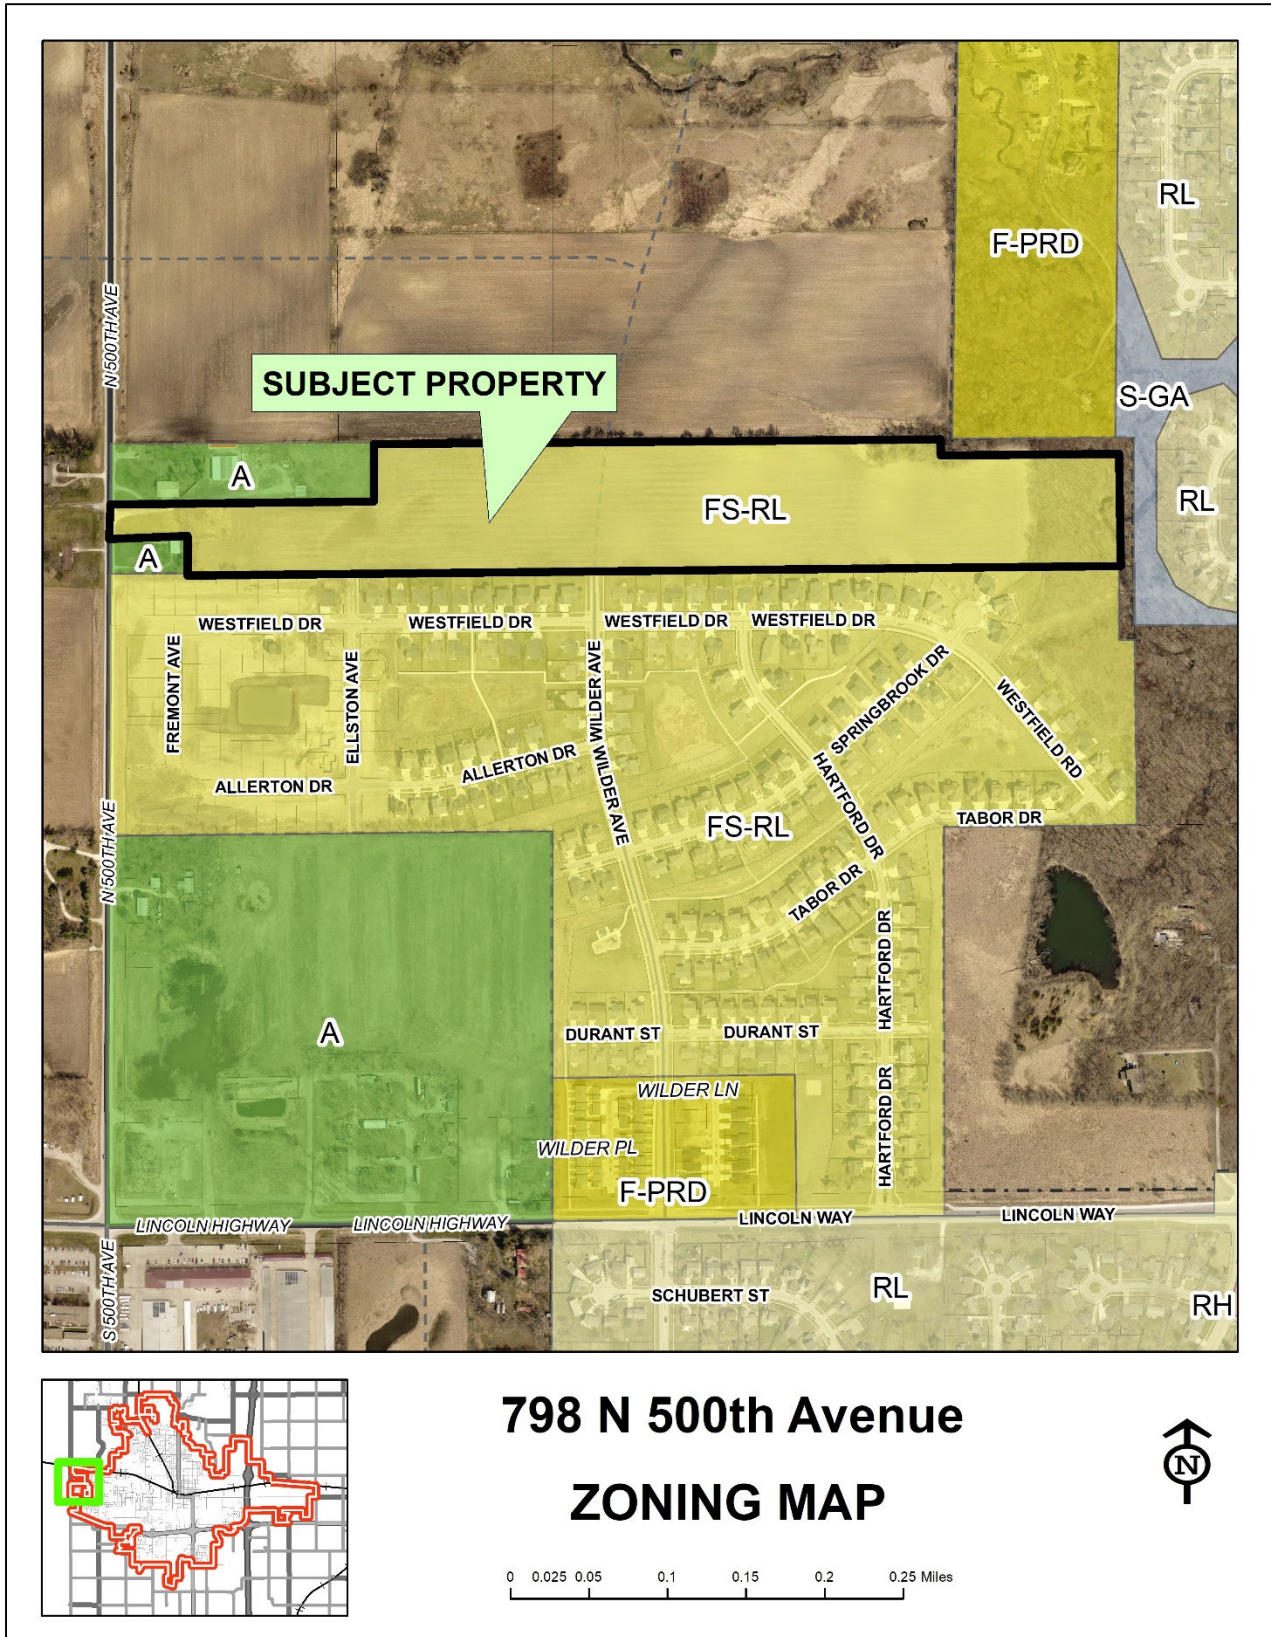 RL
F-PRD
N 500TH AVE
SUBJECT PROPERTY
S-GA
A
FS-RL
RL
A
WESTFIELD DR
WESTFIELD DR
WESTFIELD DR
WESTFIELD DR
FREMONT AVE
ELLSTON AVE
WILDER AVE
SPRINGBROOK DR
WESTFIELD RD
ALLERTON DR
ALLERTON DR
WILDER AVE
HARTFORD DR
FS-RL
TABOR DR
N 500TH AVE
TABOR DR
HARTFORD DR
A
DURANT ST
DURANT ST
WILDER LN
HARTFORD DR
WILDER PL
F-PRD
LINCOLN HIGHWAY
LINCOLN HIGHWAY
LINCOLN WAY
LINCOLN WAY
S 500TH AVE
SCHUBERT ST
RL
RH
798 N 500th Avenue
ZONING MAP
N
0 0.025 0.05 0.1 0.15 0.2 0.25 Miles